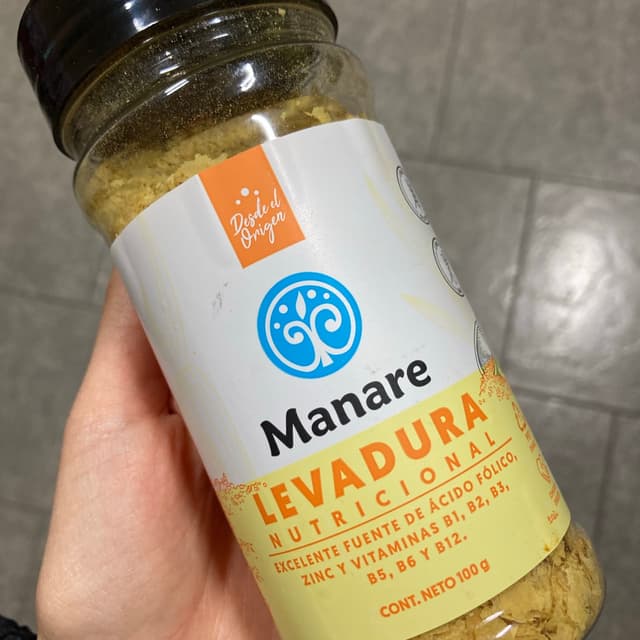 Desde el
Origen
Manare
LEVADURA
NUTRICIONAL
EXCELENTE FUENTE DE ÁCIDO FÓLICO,
ZINC Y VITAMINAS B1, B2, B3,
B5, B6 Y B12.
CONT. NETO 100 g